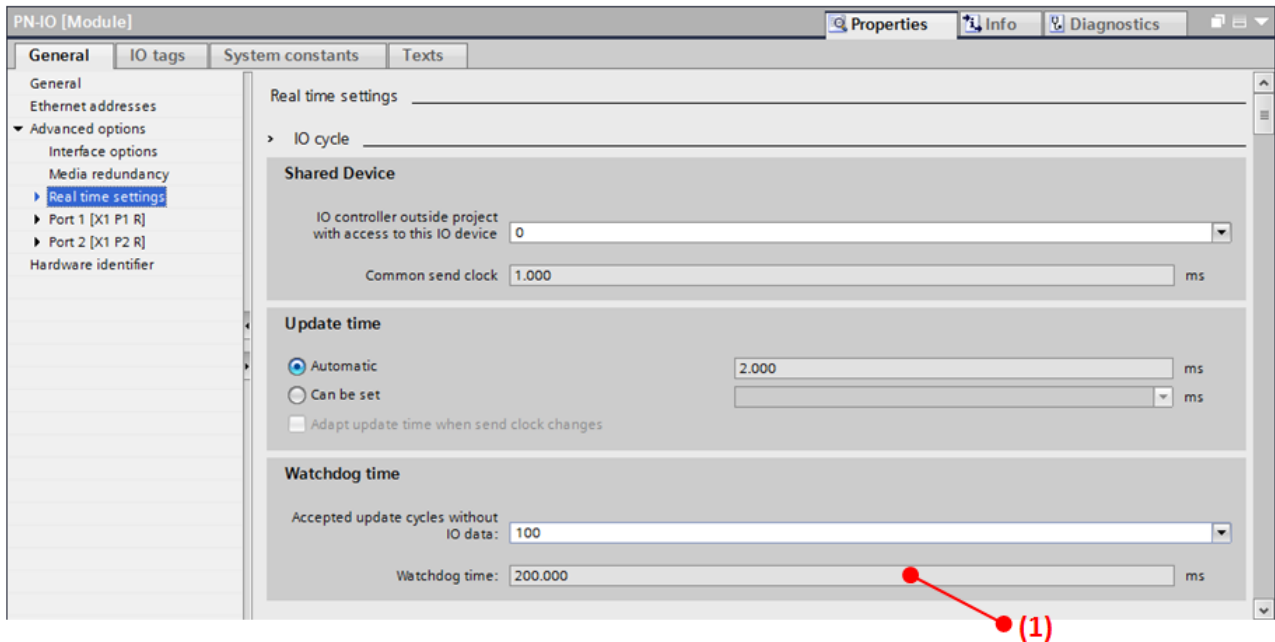 PN-IO [Module]
Properties
Info
Diagnostics
General
IO tags
System constants
Texts
General
Ethernet addresses
Advanced options
Interface options
Media redundancy
Real time settings
Port 1 [X1 P1 R]
Port 2 [X1 P2 R]
Hardware identifier
Real time settings
IO cycle
Shared Device
IO controller outside project
with access to this IO device
0
Common send clock 1.000 ms
Update time
Automatic 2.000 ms
Can be set ms
Adapt update time when send clock changes
Watchdog time
Accepted update cycles without
IO data: 100
Watchdog time: 200.000 ms
(1)